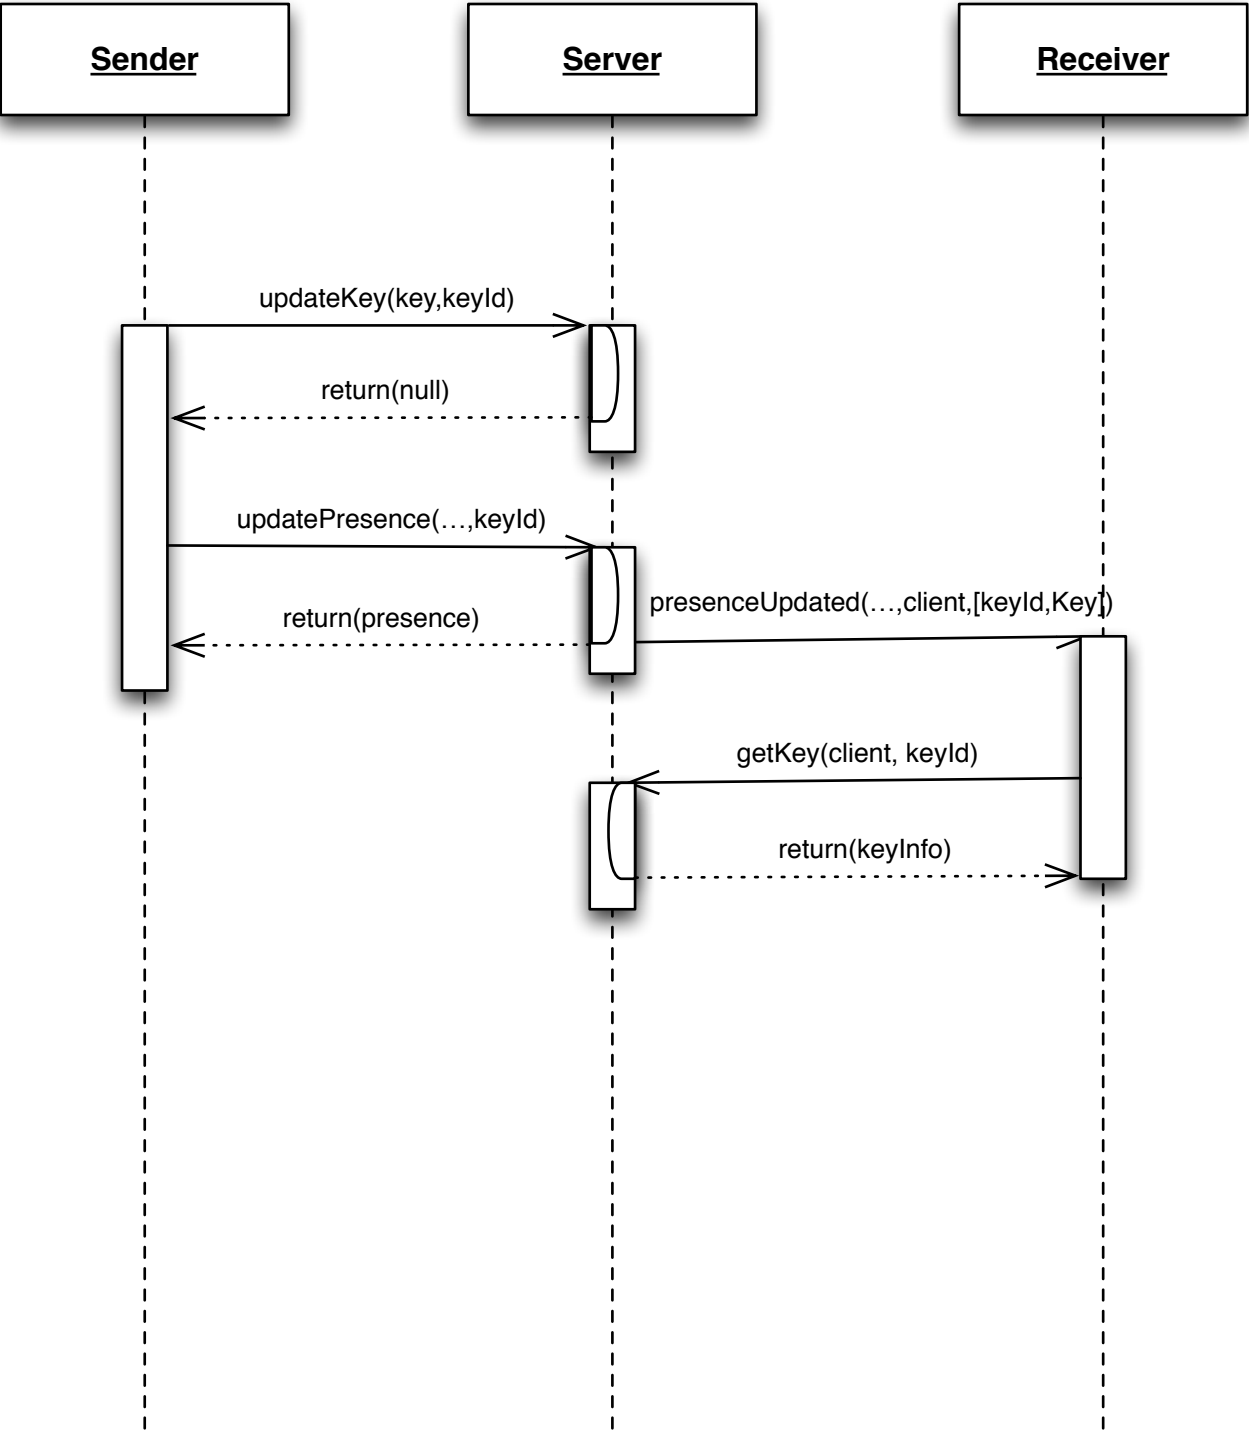 Sender
Server
Receiver
updateKey(key,keyId)
return(null)
updatePresence(…,keyId)
presenceUpdated(…,client,[keyId,Key])
return(presence)
getKey(client, keyId)
return(keyInfo)